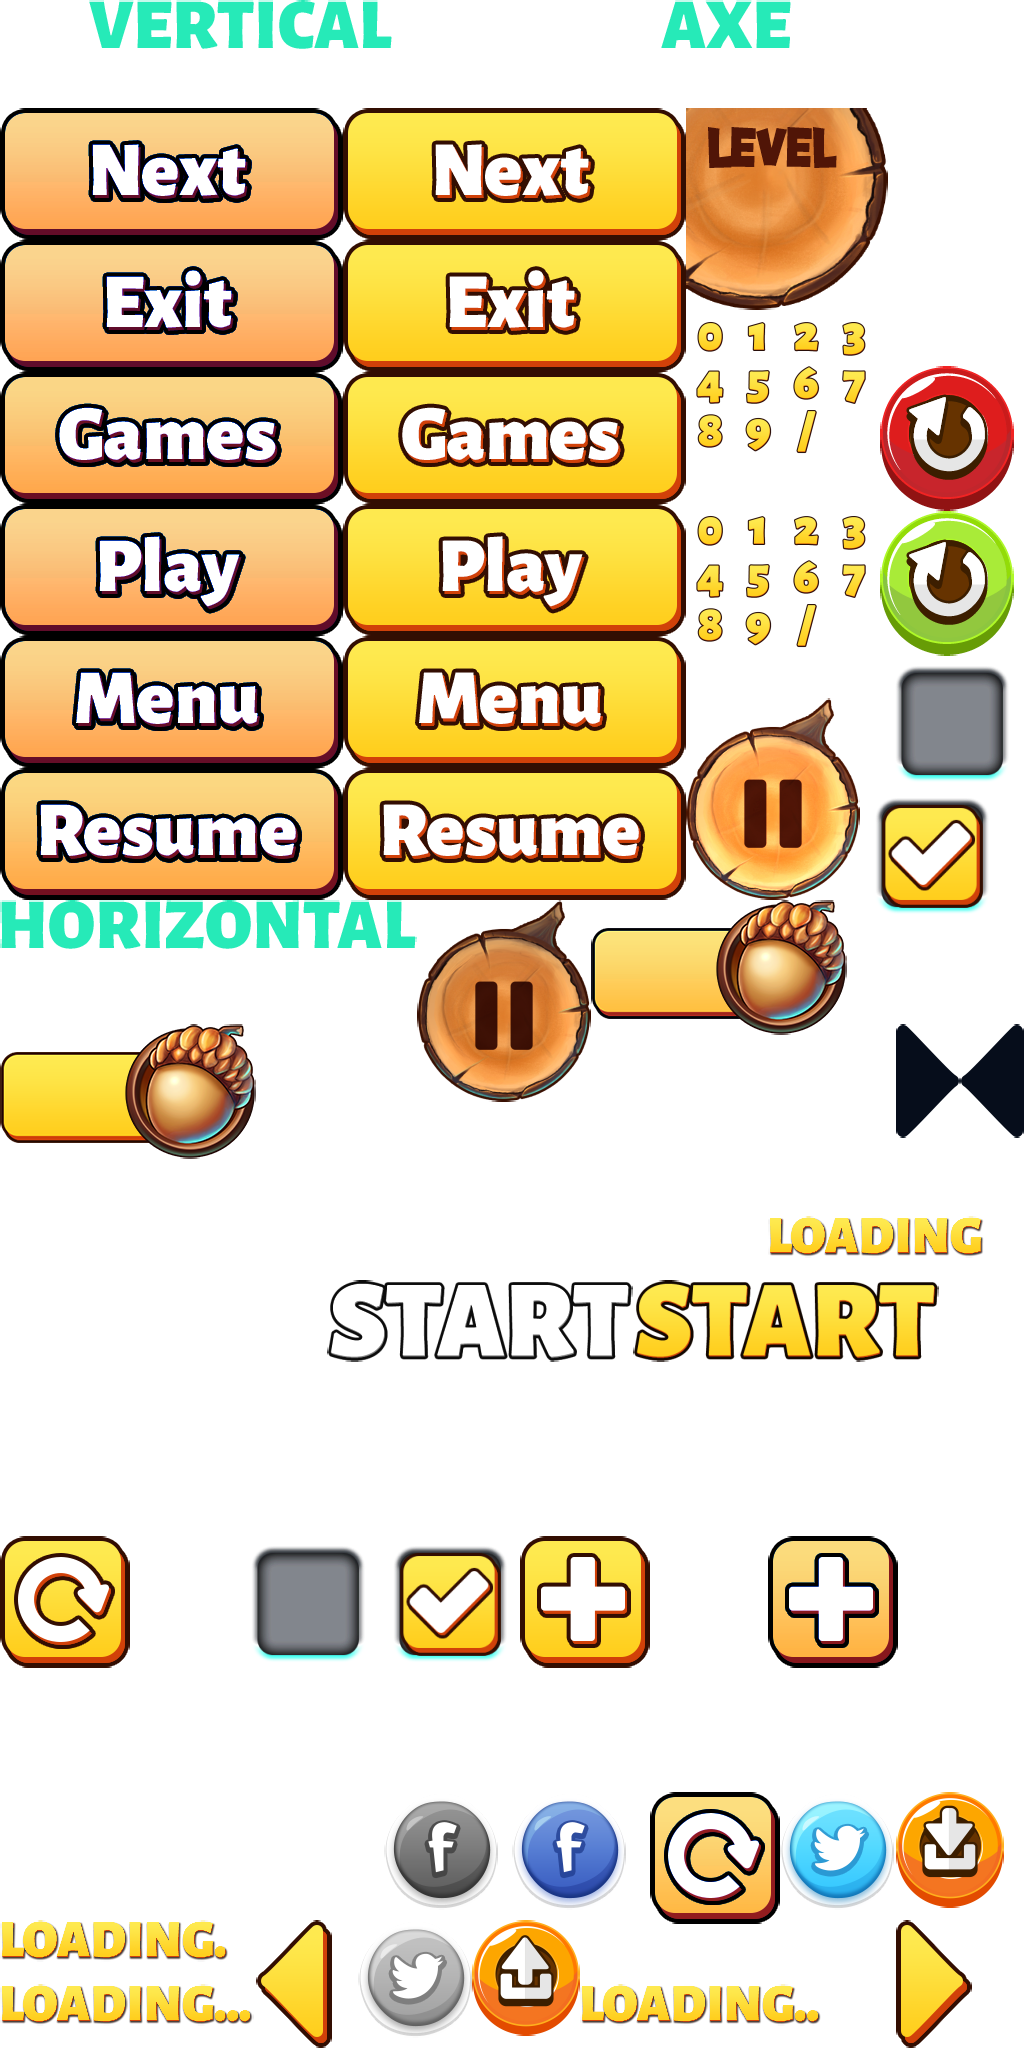 VERTICAL AXE
Next Next LEVEL
Exit Exit
0 1 2 3
4 5 6 7
8 9 /
Games Games
Play Play
0 1 2 3
4 5 6 7
8 9 /
Menu Menu
Resume Resume
HORIZONTAL
LOADING
START START
f f
LOADING.
LOADING... LOADING..